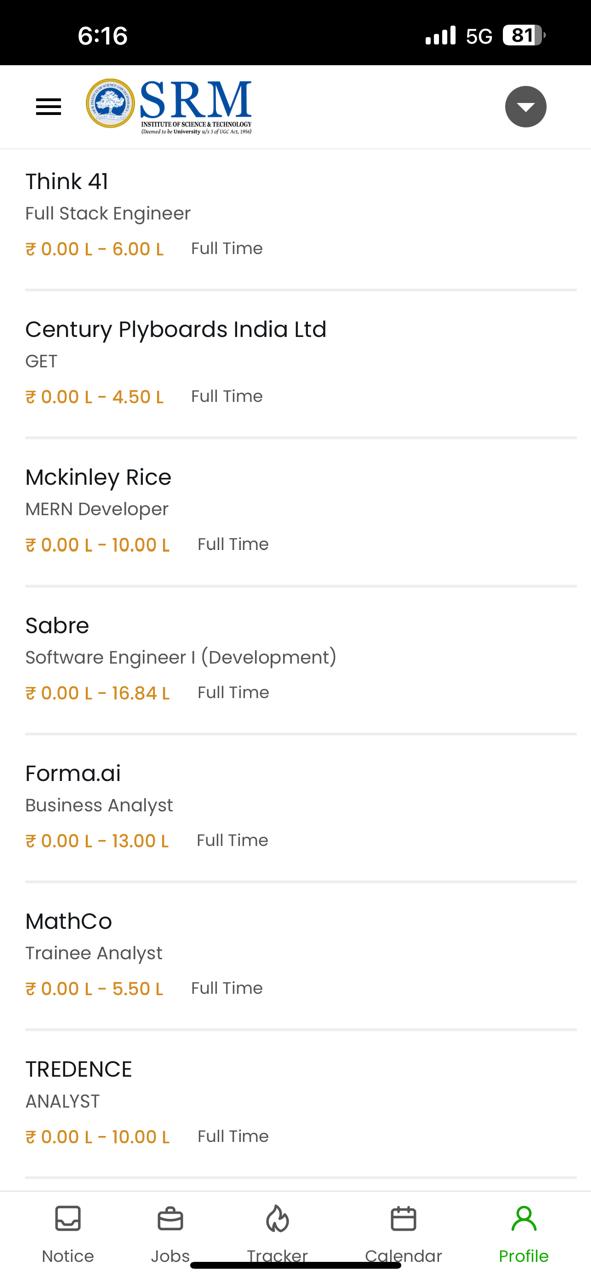 6:16
5G 81
SRM
INSTITUTE OF SCIENCE & TECHNOLOGY
(Deemed to be University u/s 3 of UGC Act, 1956)
Think 41
Full Stack Engineer
₹ 0.00 L - 6.00 L Full Time
Century Plyboards India Ltd
GET
₹ 0.00 L - 4.50 L Full Time
Mckinley Rice
MERN Developer
₹ 0.00 L - 10.00 L Full Time
Sabre
Software Engineer I (Development)
₹ 0.00 L - 16.84 L Full Time
Forma.ai
Business Analyst
₹ 0.00 L - 13.00 L Full Time
MathCo
Trainee Analyst
₹ 0.00 L - 5.50 L Full Time
TREDENCE
ANALYST
₹ 0.00 L - 10.00 L Full Time
Notice Jobs Tracker Calendar Profile